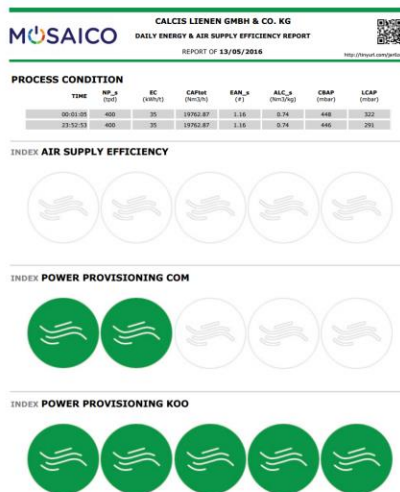 MOSAICO
CALCIS LIENEN GMBH & CO. KG
DAILY ENERGY & AIR SUPPLY EFFICIENCY REPORT
REPORT OF 13/05/2016
PROCESS CONDITION
TIME NP_s (tpd) EC (kWh/t) CAFtot (Nm3/h) EAN_s (#) ALC_s (Nm3/kg) CBAP (mbar) LCAP (mbar)
00:01:05 400 35 19762.87 1.16 0.74 448 322
23:52:53 400 35 19762.87 1.16 0.74 446 291
INDEX AIR SUPPLY EFFICIENCY
INDEX POWER PROVISIONING COM
INDEX POWER PROVISIONING KOO